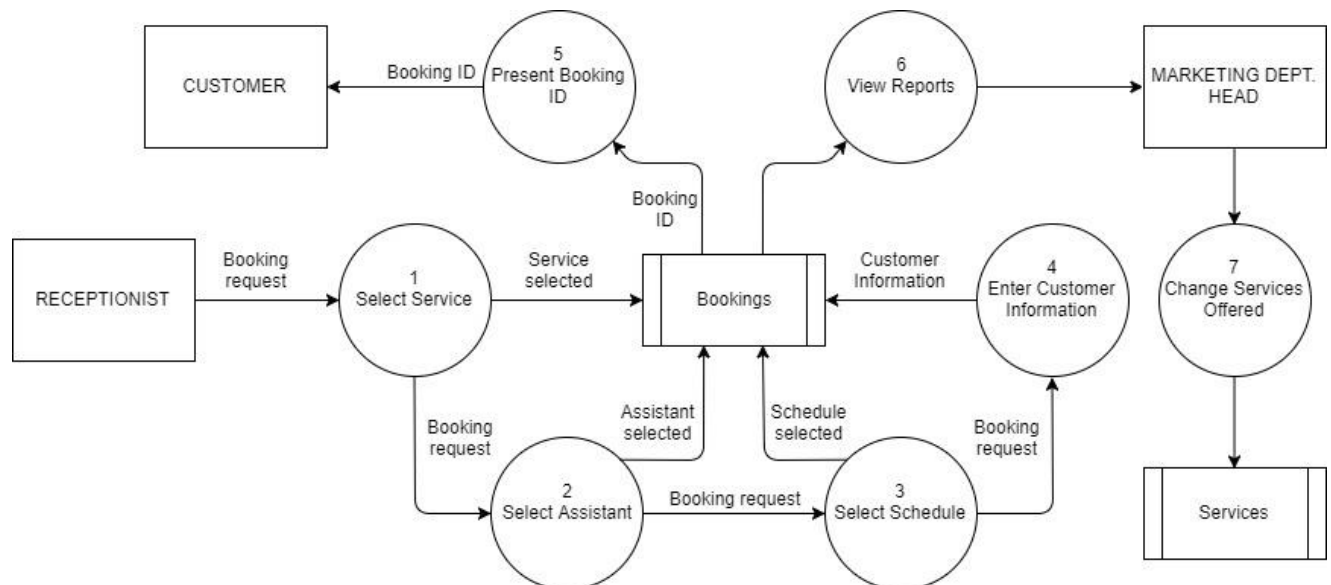 5
Present Booking
ID
Booking ID
CUSTOMER
6
View Reports
MARKETING DEPT.
HEAD
Booking
ID
RECEPTIONIST
Booking
request
1
Select Service
Service
selected
Bookings
Customer
Information
4
Enter Customer
Information
7
Change Services
Offered
Booking
request
2
Select Assistant
Assistant
selected
Schedule
selected
Booking request
3
Select Schedule
Booking
request
Services